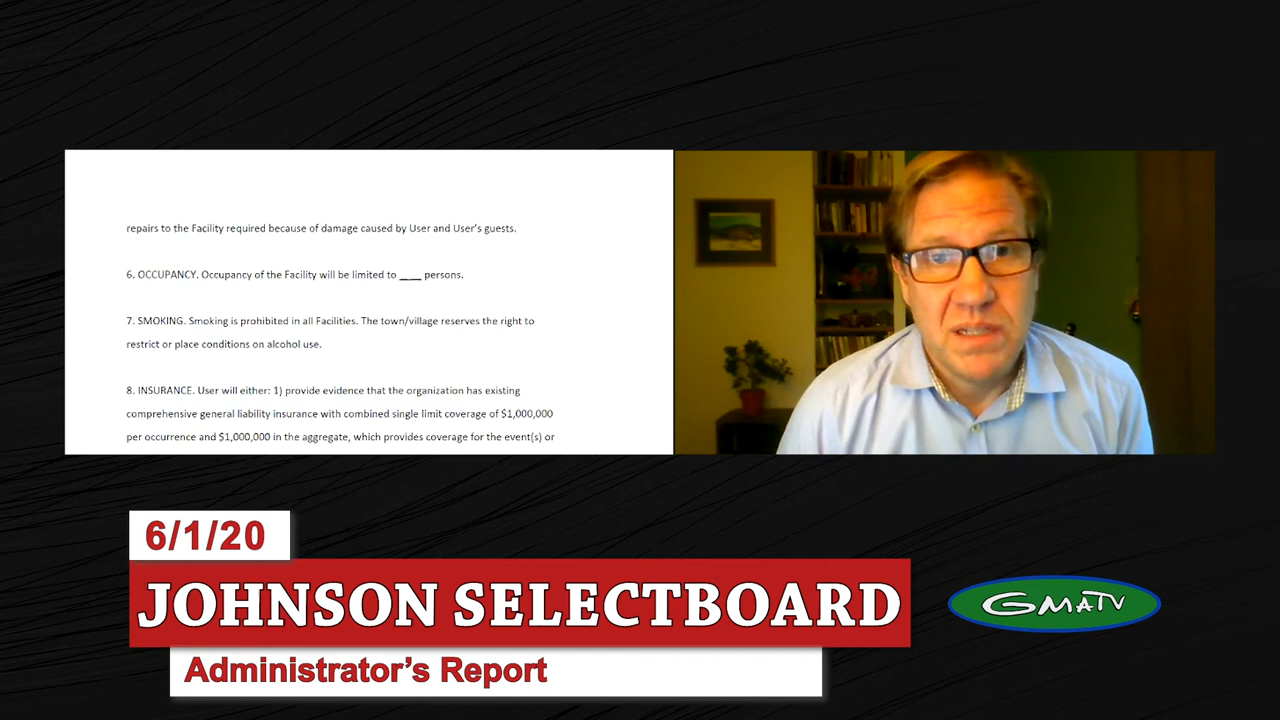 repairs to the Facility required because of damage caused by User and User's guests.
6. OCCUPANCY. Occupancy of the Facility will be limited to ____ persons.
7. SMOKING. Smoking is prohibited in all Facilities. The town/village reserves the right to
restrict or place conditions on alcohol use.
8. INSURANCE. User will either: 1) provide evidence that the organization has existing
comprehensive general liability insurance with combined single limit coverage of $1,000,000
per occurrence and $1,000,000 in the aggregate, which provides coverage for the event(s) or
6/1/20
JOHNSON SELECTBOARD
GMATV
Administrator's Report